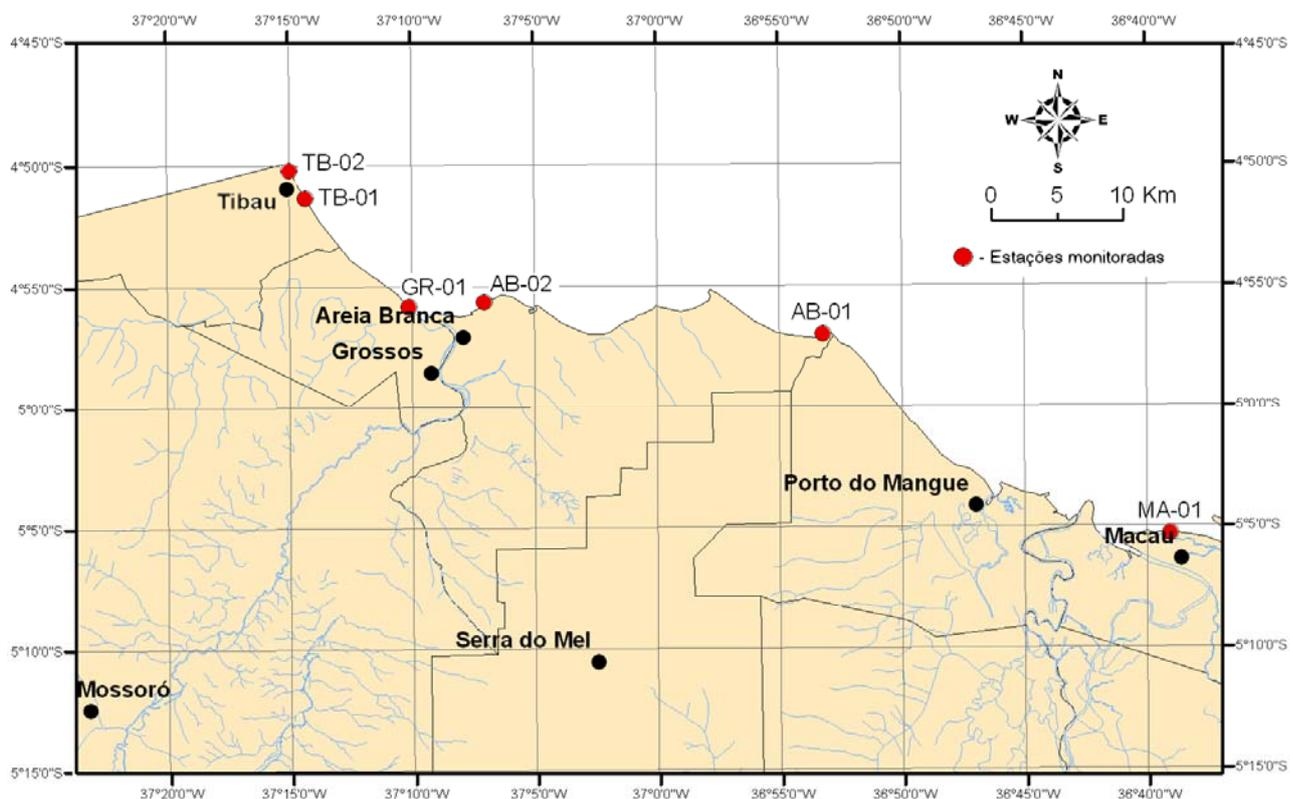 37°20'0"W 37°15'0"W 37°10'0"W 37°5'0"W 37°0'0"W 36°55'0"W 36°50'0"W 36°45'0"W 36°40'0"W
4°45'0"S 4°45'0"S
N
W E
S
4°50'0"S TB-02 4°50'0"S
Tibau TB-01
0 5 10 Km
- Estações monitoradas
4°55'0"S GR-01 AB-02 4°55'0"S
Areia Branca AB-01
Grossos
5°0'0"S 5°0'0"S
Porto do Mangue
MA-01
5°5'0"S 5°5'0"S
Macau
Serra do Mel
5°10'0"S 5°10'0"S
Mossoró
5°15'0"S 5°15'0"S
37°20'0"W 37°15'0"W 37°10'0"W 37°5'0"W 37°0'0"W 36°55'0"W 36°50'0"W 36°45'0"W 36°40'0"W